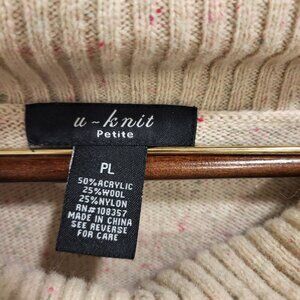 u-knit
Petite
PL
50%ACRYLIC
25%WOOL
25%NYLON
RN#108357
MADE IN CHINA
SEE REVERSE
FOR CARE